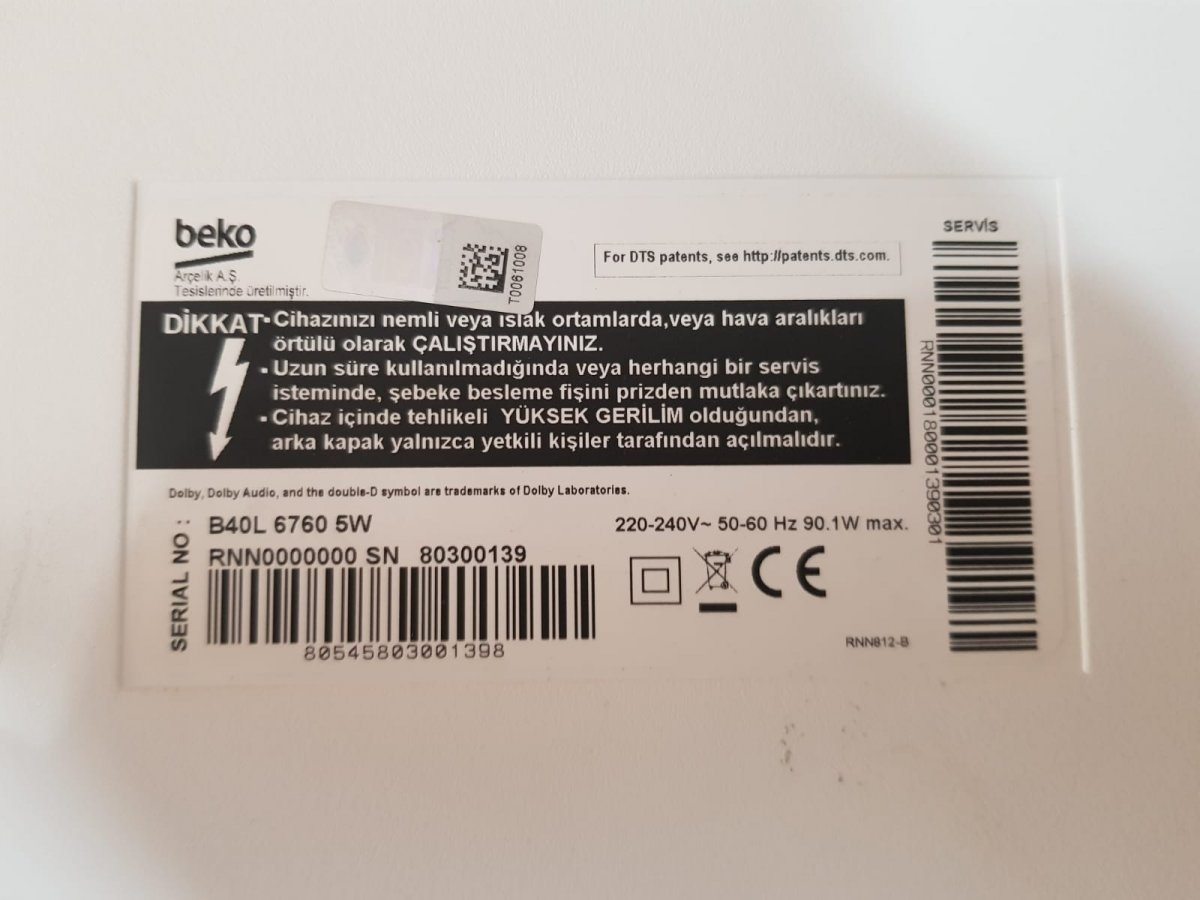 beko
Arçelik A.Ş.
Tesislerinde üretilmiştir.
T0061008
For DTS patents, see http://patents.dts.com.
SERVİS
DİKKAT
• Cihazınızı nemli veya ıslak ortamlarda,veya hava aralıkları
örtülü olarak ÇALIŞTIRMAYINIZ.
• Uzun süre kullanılmadığında veya herhangi bir servis
isteminde, şebeke besleme fişini prizden mutlaka çıkartınız.
• Cihaz içinde tehlikeli YÜKSEK GERİLİM olduğundan,
arka kapak yalnızca yetkili kişiler tarafından açılmalıdır.
RNN000180001390301
Dolby, Dolby Audio, and the double-D symbol are trademarks of Dolby Laboratories.
SERIAL NO :
B40L 6760 5W
220-240V~ 50-60 Hz 90.1W max.
RNN0000000 SN 80300139
80545803001398
CE
RNN812-B